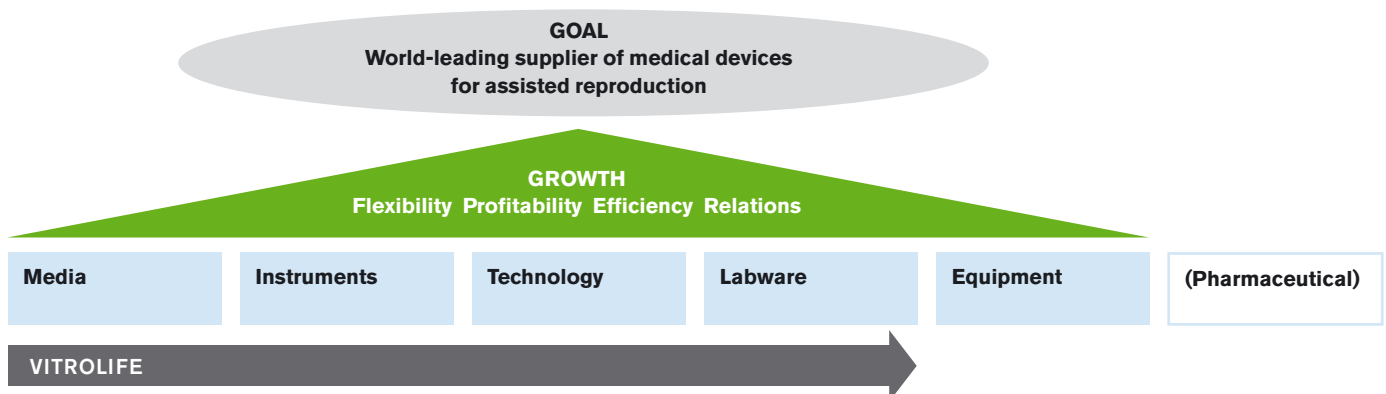 GOAL
World-leading supplier of medical devices
for assisted reproduction
GROWTH
Flexibility Profitability Efficiency Relations
Media
Instruments
Technology
Labware
Equipment
(Pharmaceutical)
VITROLIFE